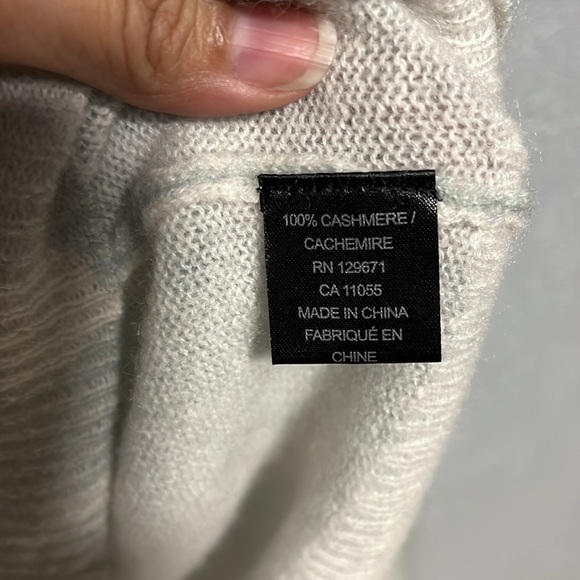 100% CASHMERE /
CACHEMIRE
RN 129671
CA 11055
MADE IN CHINA
FABRIQUÉ EN
CHINE